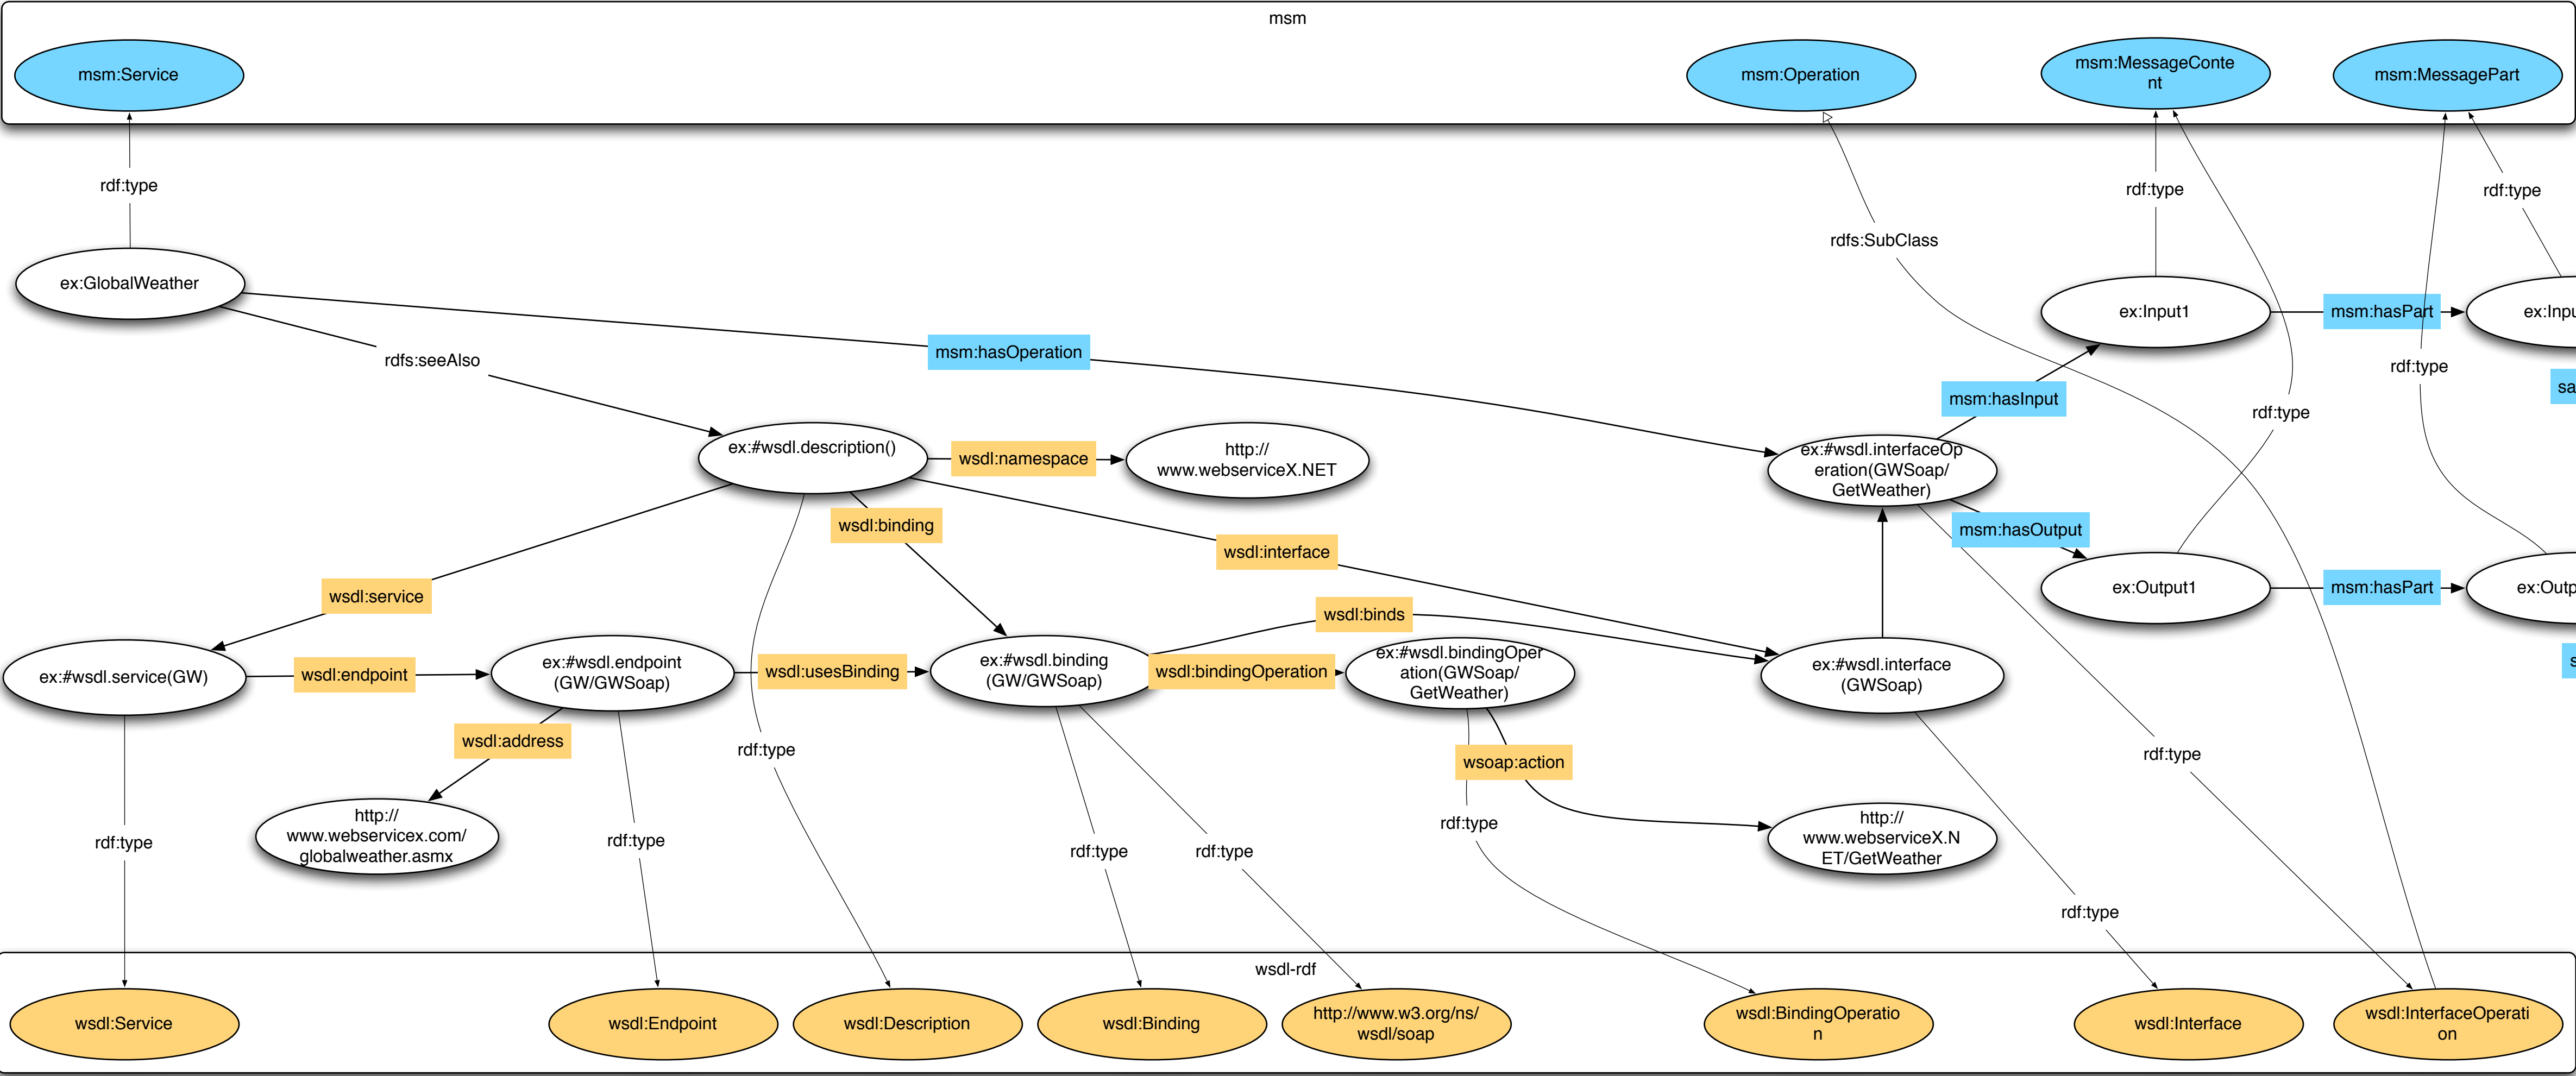 msm
msm:Service
msm:Operation
msm:MessageConte
nt
msm:MessagePart
rdf:type
rdf:type
rdf:type
rdfs:SubClass
ex:GlobalWeather
ex:Input1
msm:hasPart
ex:Inpu
rdfs:seeAlso
msm:hasOperation
rdf:type
sa
msm:hasInput
rdf:type
ex:#wsdl.description()
wsdl:namespace
http://
www.webserviceX.NET
ex:#wsdl.interfaceOp
eration(GWSoap/
GetWeather)
wsdl:binding
msm:hasOutput
wsdl:interface
wsdl:service
ex:Output1
msm:hasPart
ex:Outp
wsdl:binds
s
ex:#wsdl.service(GW)
wsdl:endpoint
ex:#wsdl.endpoint
(GW/GWSoap)
wsdl:usesBinding
ex:#wsdl.binding
(GW/GWSoap)
wsdl:bindingOperation
ex:#wsdl.bindingOper
ation(GWSoap/
GetWeather)
ex:#wsdl.interface
(GWSoap)
wsdl:address
rdf:type
wsoap:action
rdf:type
http://
www.webservicex.com/
globalweather.asmx
rdf:type
rdf:type
rdf:type
rdf:type
rdf:type
http://
www.webserviceX.N
ET/GetWeather
rdf:type
wsdl-rdf
wsdl:Service
wsdl:Endpoint
wsdl:Description
wsdl:Binding
http://www.w3.org/ns/
wsdl/soap
wsdl:BindingOperatio
n
wsdl:Interface
wsdl:InterfaceOperati
on